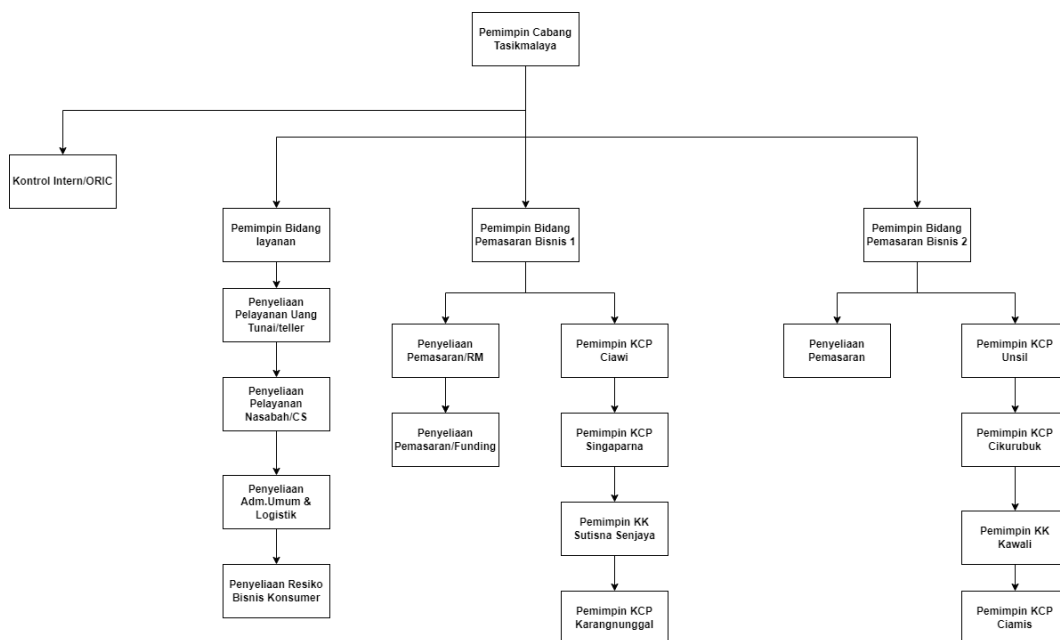 Pemimpin Cabang
Tasikmalaya
Kontrol Intern/ORIC
Pemimpin Bidang
layanan
Pemimpin Bidang
Pemasaran Bisnis 1
Pemimpin Bidang
Pemasaran Bisnis 2
Penyeliaan
Pelayanan Uang
Tunai/teller
Penyeliaan
Pelayanan
Nasabah/CS
Penyeliaan
Adm.Umum &
Logistik
Penyeliaan Resiko
Bisnis Konsumer
Penyeliaan
Pemasaran/RM
Penyeliaan
Pemasaran/Funding
Pemimpin KCP
Ciawi
Pemimpin KCP
Singaparna
Pemimpin KK
Sutisna Senjaya
Pemimpin KCP
Karangnunggal
Penyeliaan
Pemasaran
Pemimpin KCP
Unsil
Pemimpin KCP
Cikurubuk
Pemimpin KK
Kawali
Pemimpin KCP
Ciamis